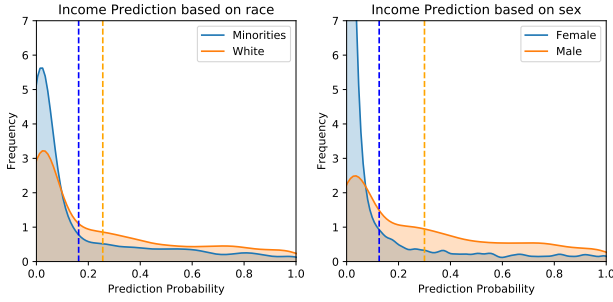 Income Prediction based on race
Frequency
7
6
5
4
3
2
1
0
0.0 0.2 0.4 0.6 0.8 1.0
Prediction Probability
Minorities
White
Income Prediction based on sex
Frequency
7
6
5
4
3
2
1
0
0.0 0.2 0.4 0.6 0.8 1.0
Prediction Probability
Female
Male